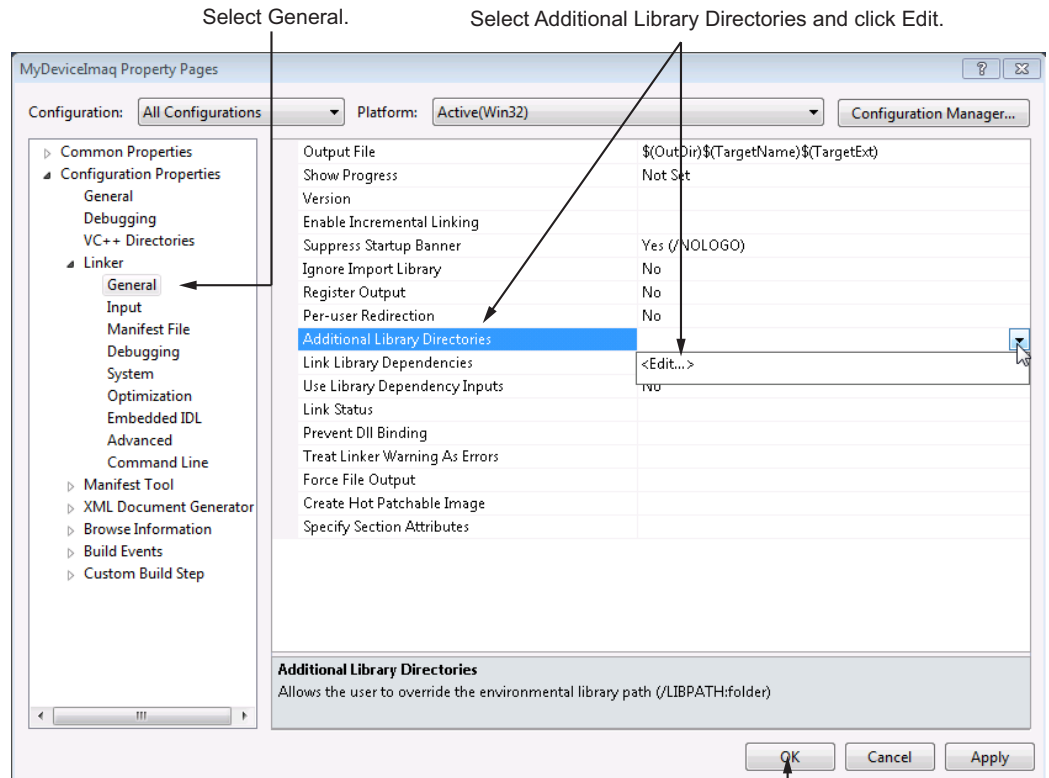 Select General.
Select Additional Library Directories and click Edit.
MyDeviceImaq Property Pages
Configuration: All Configurations Platform: Active(Win32) Configuration Manager...
Common Properties
Configuration Properties
General
Debugging
VC++ Directories
Linker
General
Input
Manifest File
Debugging
System
Optimization
Embedded IDL
Advanced
Command Line
Manifest Tool
XML Document Generator
Browse Information
Build Events
Custom Build Step
Output File $(OutDir)$(TargetName)$(TargetExt)
Show Progress Not Set
Version
Enable Incremental Linking
Suppress Startup Banner Yes (/NOLOGO)
Ignore Import Library No
Register Output No
Per-user Redirection No
Additional Library Directories
Link Library Dependencies <Edit...>
Use Library Dependency Inputs No
Link Status
Prevent Dll Binding
Treat Linker Warning As Errors
Force File Output
Create Hot Patchable Image
Specify Section Attributes
Additional Library Directories
Allows the user to override the environmental library path (/LIBPATH:folder)
OK Cancel Apply